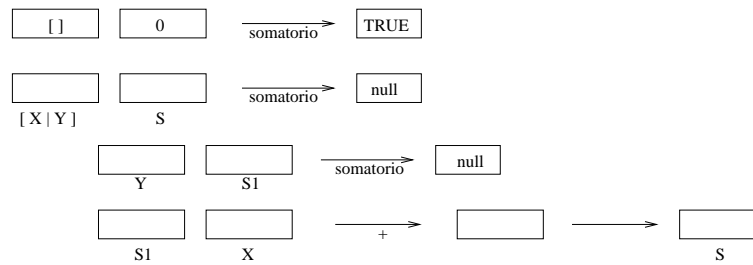 [ ] 0 somatorio TRUE
somatorio null
[ X | Y ] S
somatorio null
Y S1
+
S1 X S